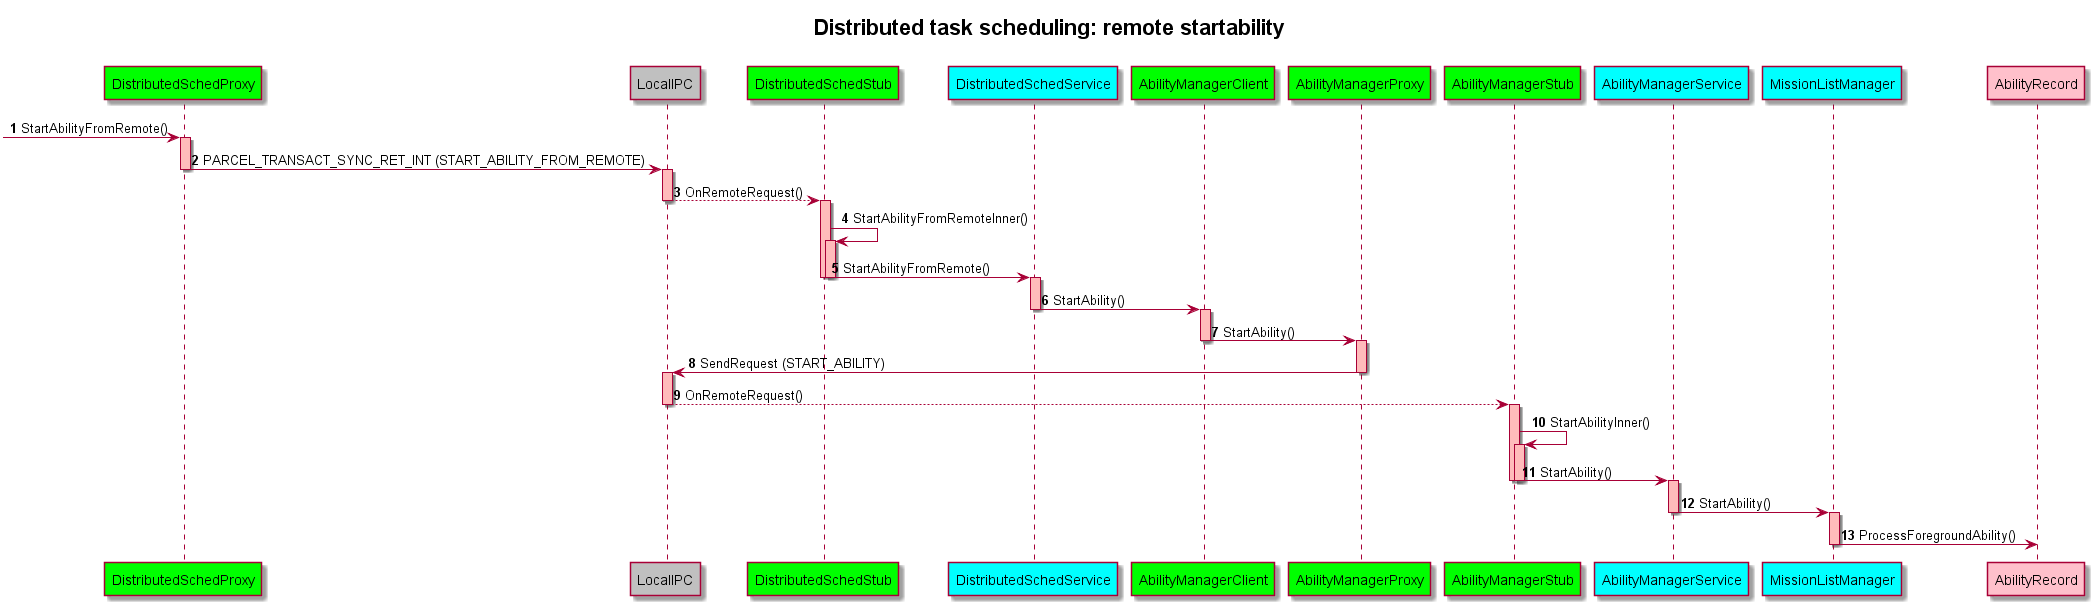 Distributed task scheduling: remote startability
DistributedSchedProxy
LocalIPC
DistributedSchedStub
DistributedSchedService
AbilityManagerClient
AbilityManagerProxy
AbilityManagerStub
AbilityManagerService
MissionListManager
AbilityRecord
1 StartAbilityFromRemote()
2 PARCEL_TRANSACT_SYNC_RET_INT (START_ABILITY_FROM_REMOTE)
3 OnRemoteRequest()
4 StartAbilityFromRemoteInner()
5 StartAbilityFromRemote()
6 StartAbility()
7 StartAbility()
8 SendRequest (START_ABILITY)
9 OnRemoteRequest()
10 StartAbilityInner()
11 StartAbility()
12 StartAbility()
13 ProcessForegroundAbility()
DistributedSchedProxy
LocalIPC
DistributedSchedStub
DistributedSchedService
AbilityManagerClient
AbilityManagerProxy
AbilityManagerStub
AbilityManagerService
MissionListManager
AbilityRecord